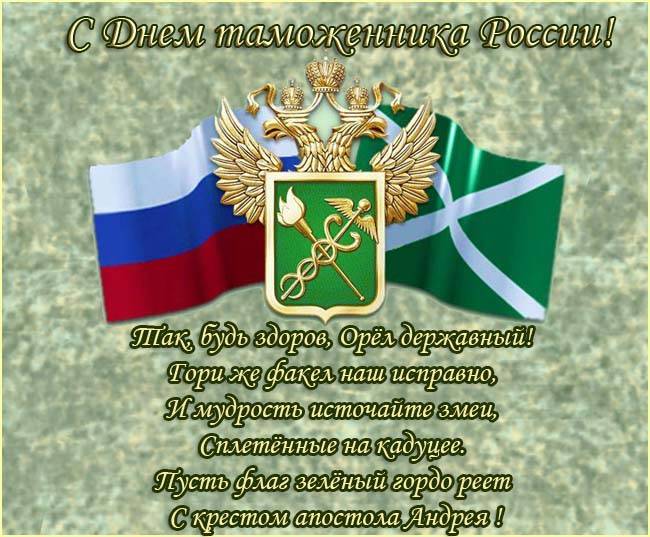 С Днем таможенника России!
Так, будь здоров, Орёл державный!
Гори же факел наш исправно,
И мудрость источайте змеи,
Сплетённые на кадуцее.
Пусть флаг зелёный гордо реет
С крестом апостола Андрея !